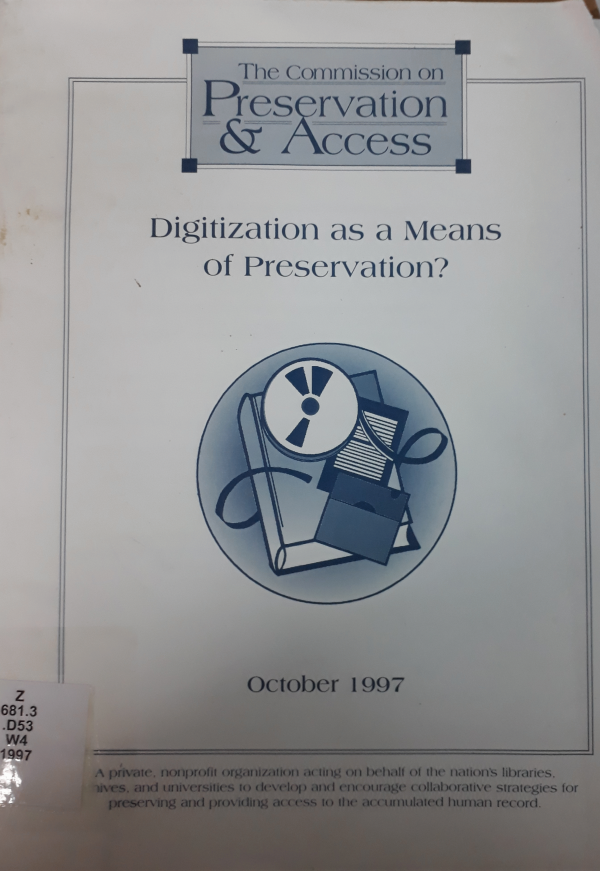 The Commission on
Preservation
& Access
Digitization as a Means
of Preservation?
October 1997
Z
681.3
.D53
W4
1997
A private, nonprofit organization acting on behalf of the nation's libraries,
and universities to develop and encourage collaborative strategies for
preserving and providing access to the accumulated human record.